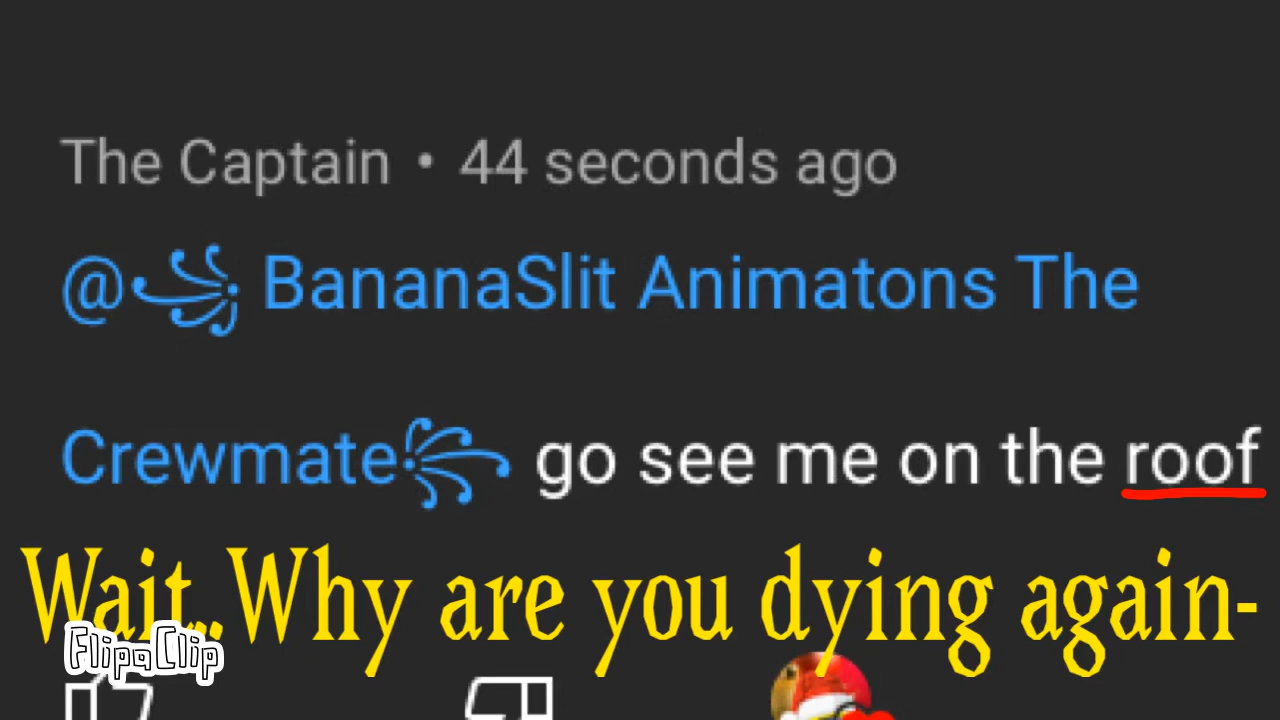 The Captain • 44 seconds ago
@꧁ BananaSlit Animatons The
Crewmate꧂ go see me on the roof
Wait.. Why are you dying again-
FlipaClip